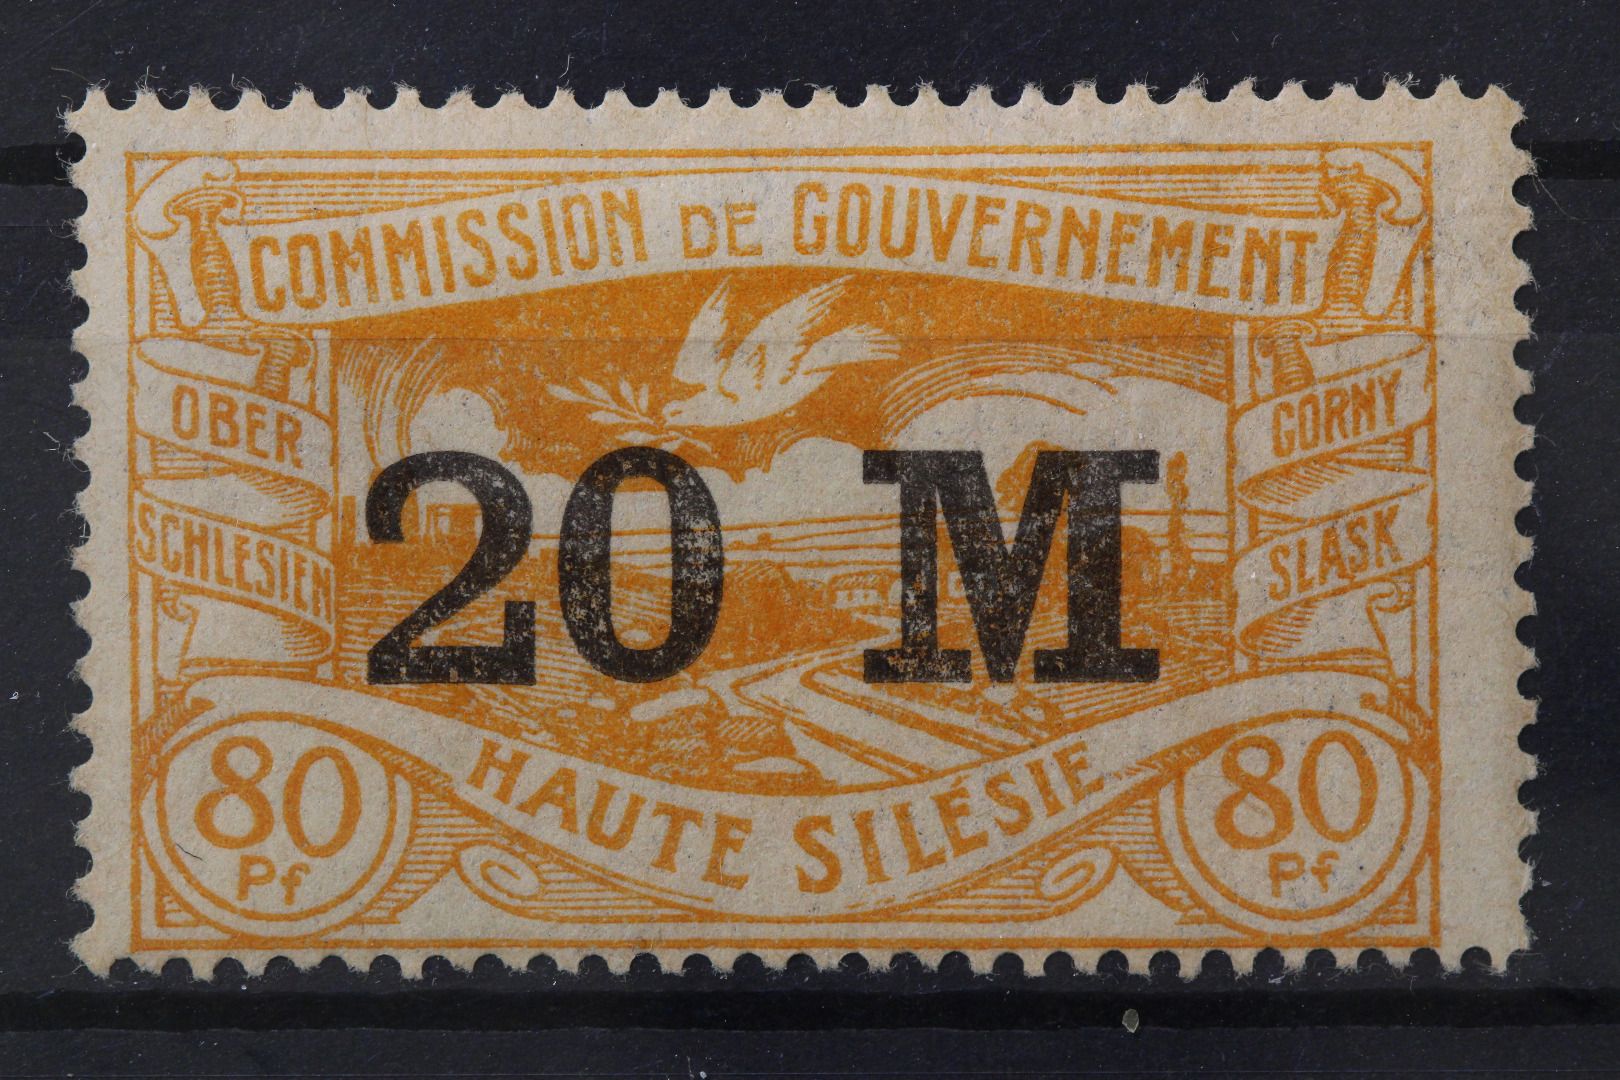 COMMISSION DE GOUVERNEMENT
OBER
SCHLESIEN
GORNY
SLASK
20 M
HAUTE SILÉSIE
80
Pf
80
Pf